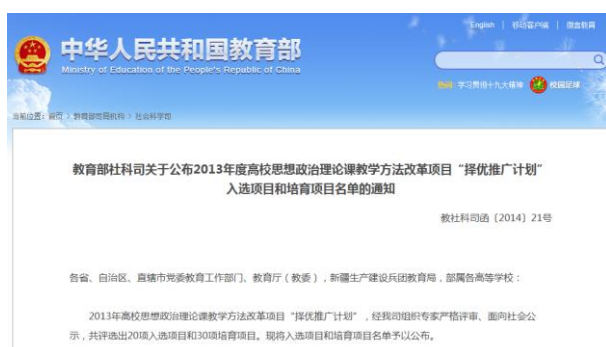 English | 移动客户端 | 微言教育
中华人民共和国教育部
Ministry of Education of the People's Republic of China
热词: 学习贯彻十九大精神 校园足球
当前位置：首页 > 教育部司局机构 > 社会科学司
教育部社科司关于公布2013年度高校思想政治理论课教学方法改革项目“择优推广计划”
入选项目和培育项目名单的通知
教社科司函〔2014〕21号
各省、自治区、直辖市党委教育工作部门、教育厅（教委），新疆生产建设兵团教育局，部属各高等学校：
2013年高校思想政治理论课教学方法改革项目“择优推广计划”，经我司组织专家严格评审、面向社会公
示，共评选出20项入选项目和30项培育项目。现将入选项目和培育项目名单予以公布。